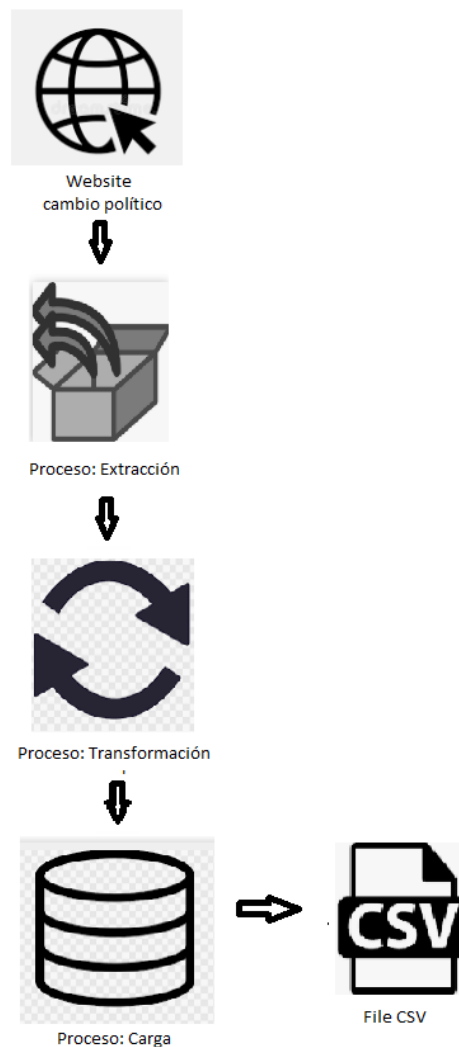 Website
cambio político
Proceso: Extracción
Proceso: Transformación
Proceso: Carga
CSV
File CSV